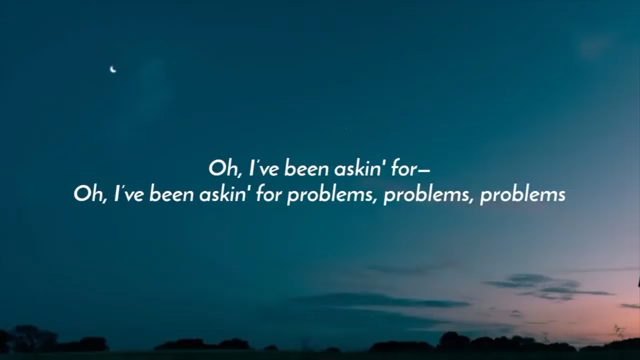 Oh, I've been askin' for—
Oh, I've been askin' for problems, problems, problems